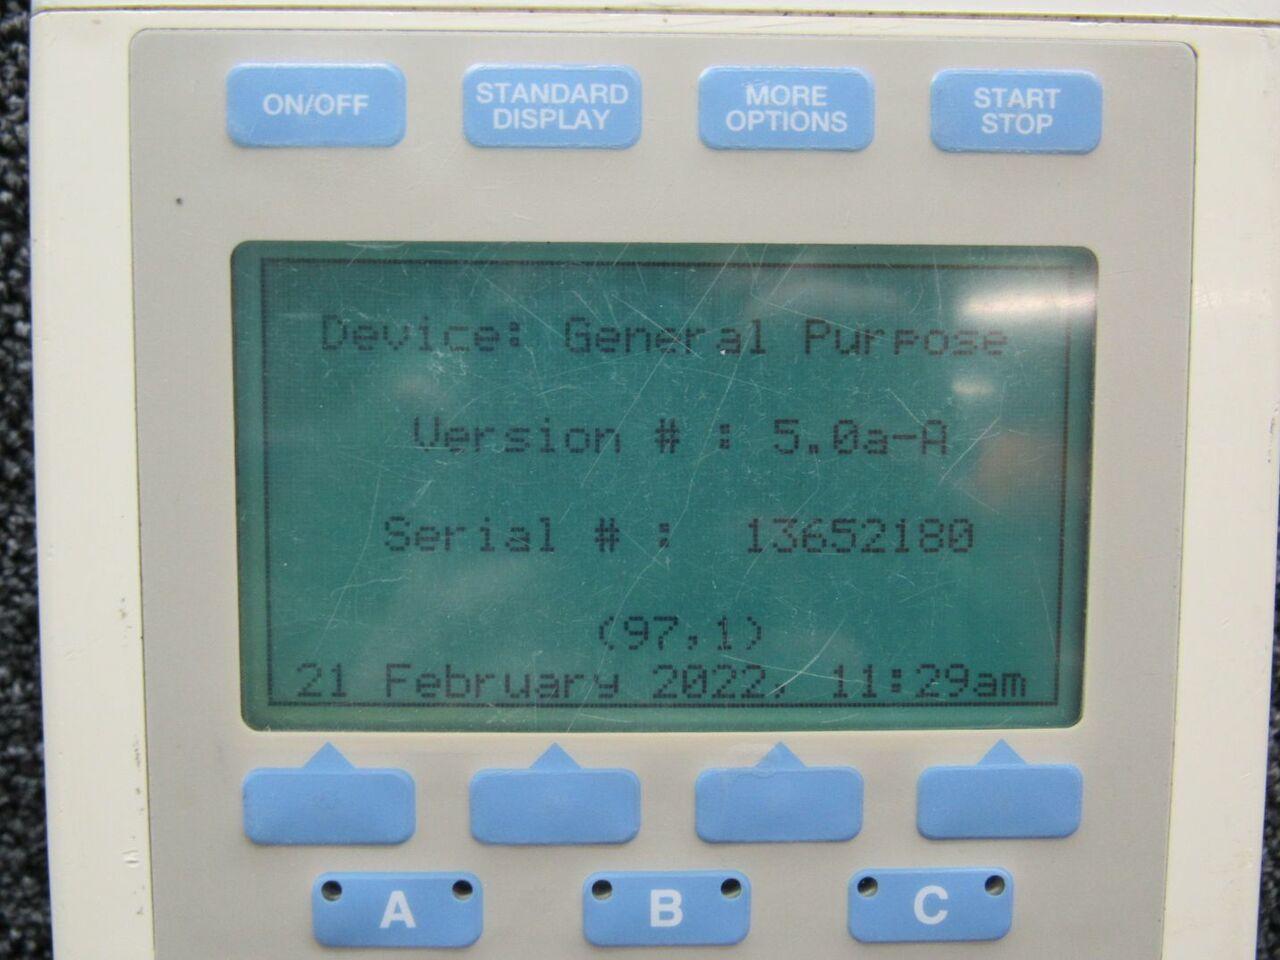 ON/OFF
STANDARD
DISPLAY
MORE
OPTIONS
START
STOP
Device: General Purpose
Version # : 5.0a-A
Serial # : 13652180
(97,1)
21 February 2022, 11:29am
A
B
C